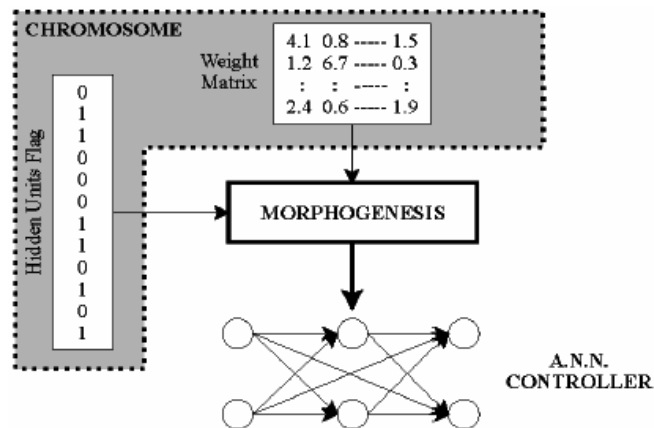 CHROMOSOME
Weight
Matrix
4.1 0.8 ----- 1.5
1.2 6.7 ----- 0.3
: : ----- :
2.4 0.6 ----- 1.9
Hidden Units Flag
0
1
1
0
0
0
1
1
0
1
0
1
MORPHOGENESIS
A.N.N.
CONTROLLER